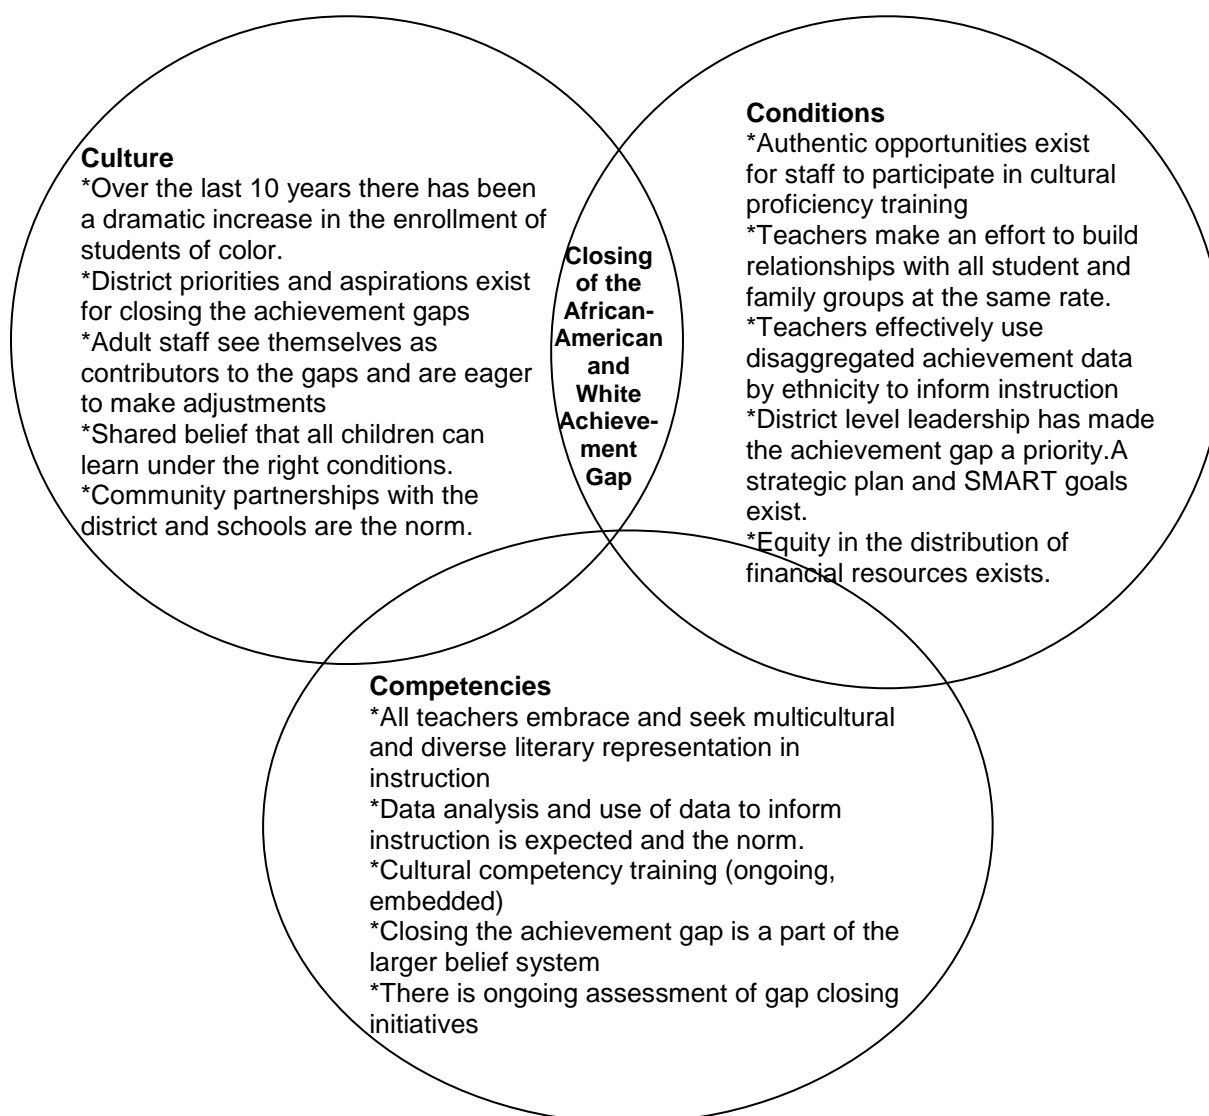 Culture
*Over the last 10 years there has been
a dramatic increase in the enrollment of
students of color.
*District priorities and aspirations exist
for closing the achievement gaps
*Adult staff see themselves as
contributors to the gaps and are eager
to make adjustments
*Shared belief that all children can
learn under the right conditions.
*Community partnerships with the
district and schools are the norm.
Closing
of the
African-
American
and
White
Achieve-
ment
Gap
Conditions
*Authentic opportunities exist
for staff to participate in cultural
proficiency training
*Teachers make an effort to build
relationships with all student and
family groups at the same rate.
*Teachers effectively use
disaggregated achievement data
by ethnicity to inform instruction
*District level leadership has made
the achievement gap a priority.A
strategic plan and SMART goals
exist.
*Equity in the distribution of
financial resources exists.
Competencies
*All teachers embrace and seek multicultural
and diverse literary representation in
instruction
*Data analysis and use of data to inform
instruction is expected and the norm.
*Cultural competency training (ongoing,
embedded)
*Closing the achievement gap is a part of the
larger belief system
*There is ongoing assessment of gap closing
initiatives